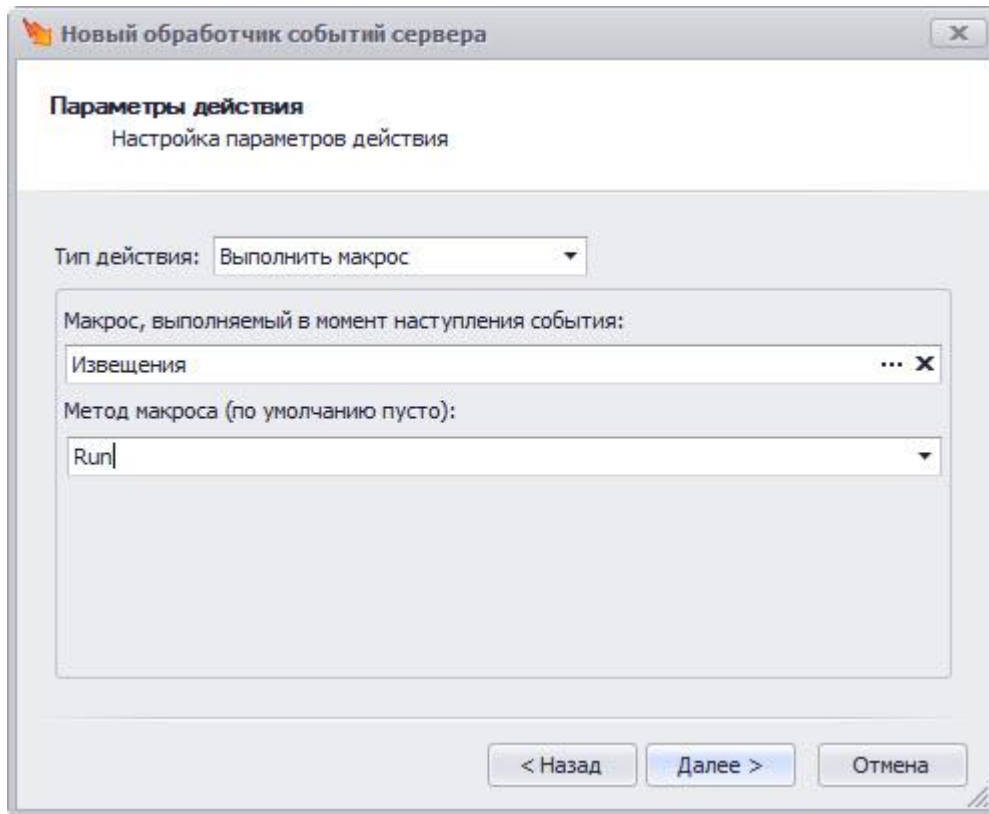 Новый обработчик событий сервера
Параметры действия
Настройка параметров действия
Тип действия: Выполнить макрос
Макрос, выполняемый в момент наступления события:
Извещения
Метод макроса (по умолчанию пусто):
Run
< Назад Далее > Отмена